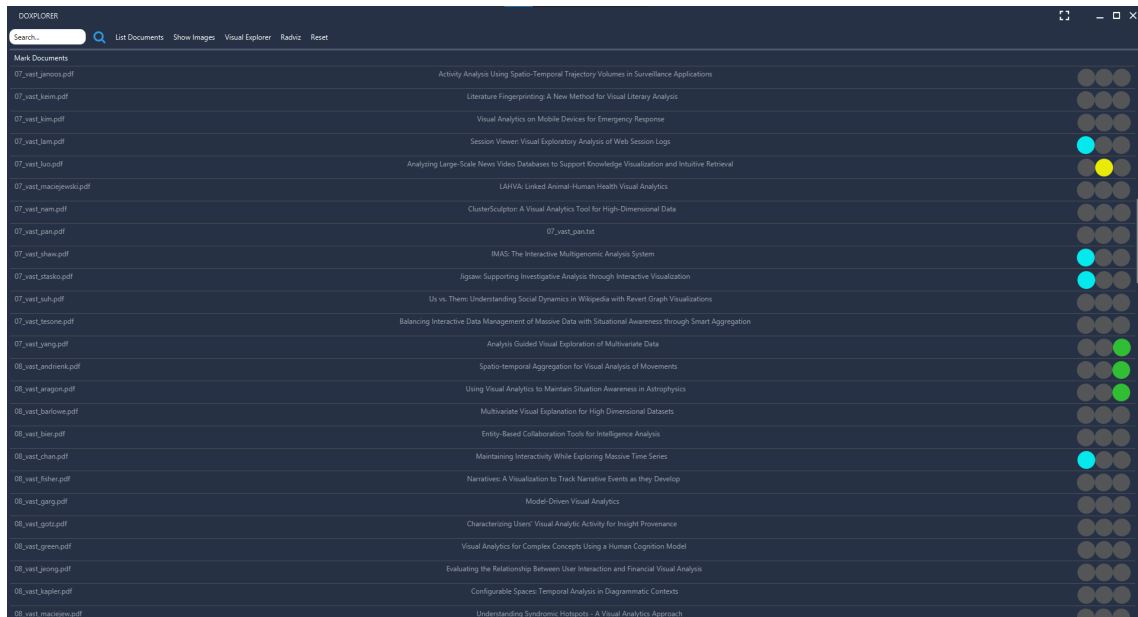 DOXPLORER
Search... List Documents Show Images Visual Explorer Radviz Reset
Mark Documents
07_vast_janoos.pdf Activity Analysis Using Spatio-Temporal Trajectory Volumes in Surveillance Applications
07_vast_keim.pdf Literature Fingerprinting: A New Method for Visual Literary Analysis
07_vast_kim.pdf Visual Analytics on Mobile Devices for Emergency Response
07_vast_lam.pdf Session Viewer: Visual Exploratory Analysis of Web Session Logs
07_vast_luo.pdf Analyzing Large-Scale News Video Databases to Support Knowledge Visualization and Intuitive Retrieval
07_vast_maciejewski.pdf LAHVA: Linked Animal-Human Health Visual Analytics
07_vast_nam.pdf ClusterSculptor: A Visual Analytics Tool for High-Dimensional Data
07_vast_pan.pdf 07_vast_pan.txt
07_vast_shaw.pdf IMAS: The Interactive Multigenomic Analysis System
07_vast_stasko.pdf Jigsaw: Supporting Investigative Analysis through Interactive Visualization
07_vast_suh.pdf Us vs. Them: Understanding Social Dynamics in Wikipedia with Revert Graph Visualizations
07_vast_tesone.pdf Balancing Interactive Data Management of Massive Data with Situational Awareness through Smart Aggregation
07_vast_yang.pdf Analysis Guided Visual Exploration of Multivariate Data
08_vast_andrienk.pdf Spatio-temporal Aggregation for Visual Analysis of Movements
08_vast_aragon.pdf Using Visual Analytics to Maintain Situation Awareness in Astrophysics
08_vast_barlowe.pdf Multivariate Visual Explanation for High Dimensional Datasets
08_vast_bier.pdf Entity-Based Collaboration Tools for Intelligence Analysis
08_vast_chan.pdf Maintaining Interactivity While Exploring Massive Time Series
08_vast_fisher.pdf Narratives: A Visualization to Track Narrative Events as they Develop
08_vast_garg.pdf Model-Driven Visual Analytics
08_vast_gotz.pdf Characterizing Users' Visual Analytic Activity for Insight Provenance
08_vast_green.pdf Visual Analytics for Complex Concepts Using a Human Cognition Model
08_vast_jeong.pdf Evaluating the Relationship Between User Interaction and Financial Visual Analysis
08_vast_kapler.pdf Configurable Spaces: Temporal Analysis in Diagrammatic Contexts
08_vast_maciejew.pdf Understanding Syndromic Hotspots - A Visual Analytics Approach